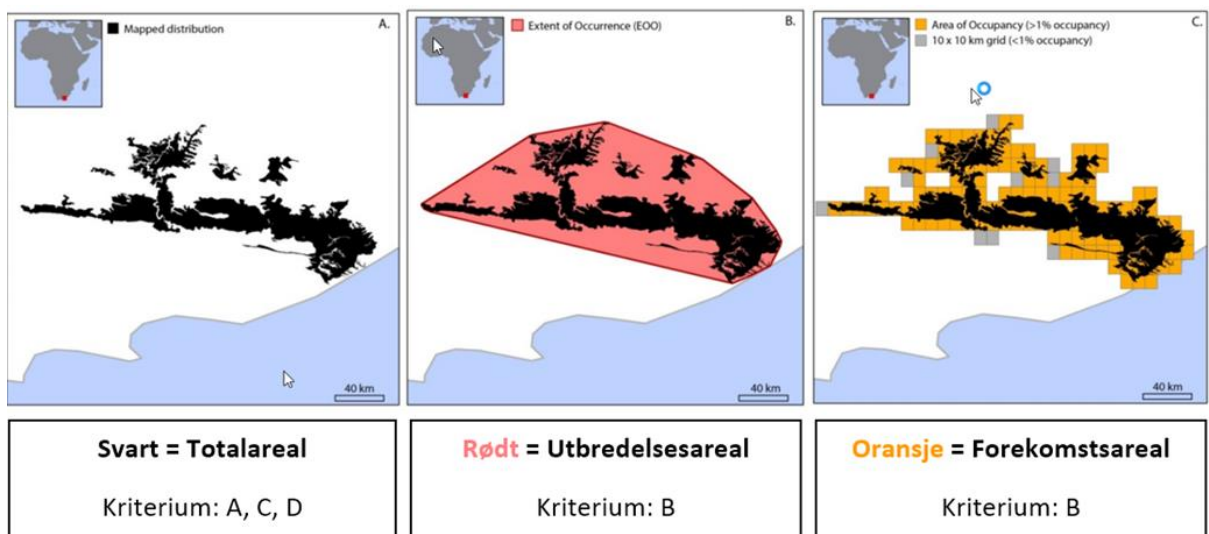 Mapped distribution
A.
Extent of Occurrence (EOO)
B.
Area of Occupancy (>1% occupancy)
C.
10 x 10 km grid (<1% occupancy)
40 km
40 km
40 km
Svart = Totalareal
Kriterium: A, C, D
Rødt = Utbredelsesareal
Kriterium: B
Oransje = Forekomstsareal
Kriterium: B